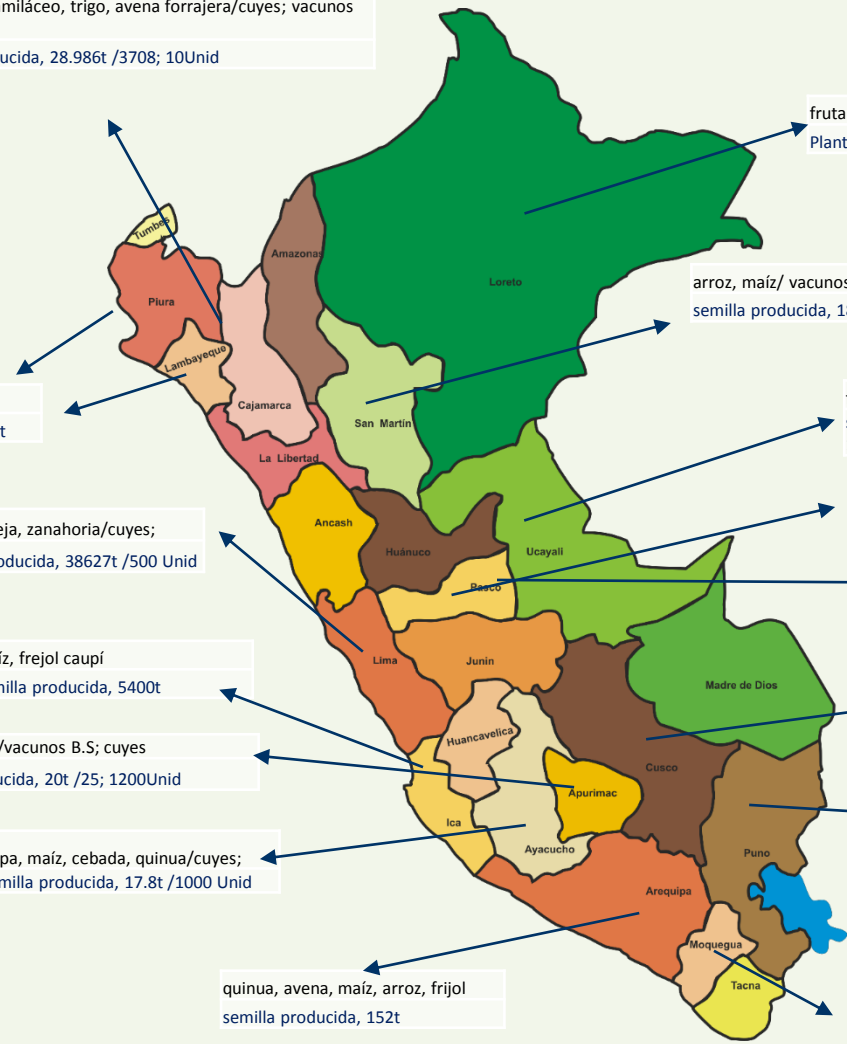 miláceo, trigo, avena forrajera/cuyes; vacunos
ucida, 28.986t /3708; 10Unid
fruta
Plant
Tumbes
Amazonas
Loreto
Piura
arroz, maíz/ vacunos
semilla producida, 18
Lambayeque
Cajamarca
San Martín
t
La Libertad
Ancash
eja, zanahoria/cuyes;
oducida, 38627t /500 Unid
Huánuco
Ucayali
Pasco
íz, frejol caupí
milla producida, 5400t
Lima
Junín
Madre de Dios
/vacunos B.S; cuyes
ucida, 20t /25; 1200Unid
Huancavelica
Cusco
Apurimac
Ica
Ayacucho
Puno
pa, maíz, cebada, quinua/cuyes;
milla producida, 17.8t /1000 Unid
Arequipa
Moquegua
Tacna
quinua, avena, maíz, arroz, frijol
semilla producida, 152t